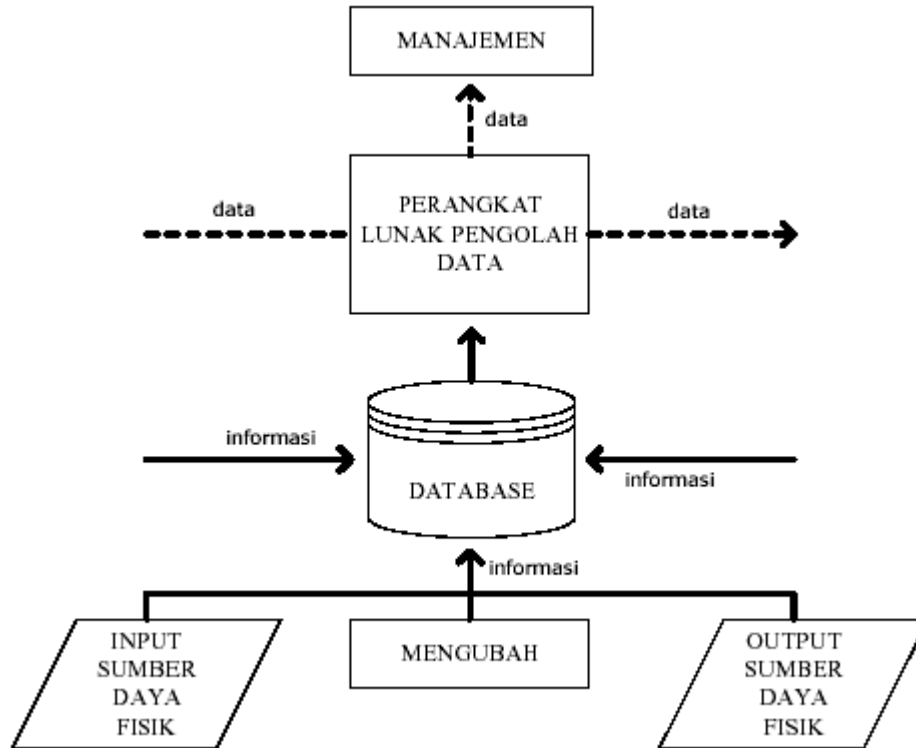 MANAJEMEN
data
data
PERANGKAT
LUNAK PENGOLAH
DATA
data
informasi
DATABASE
informasi
informasi
INPUT
SUMBER
DAYA
FISIK
MENGUBAH
OUTPUT
SUMBER
DAYA
FISIK